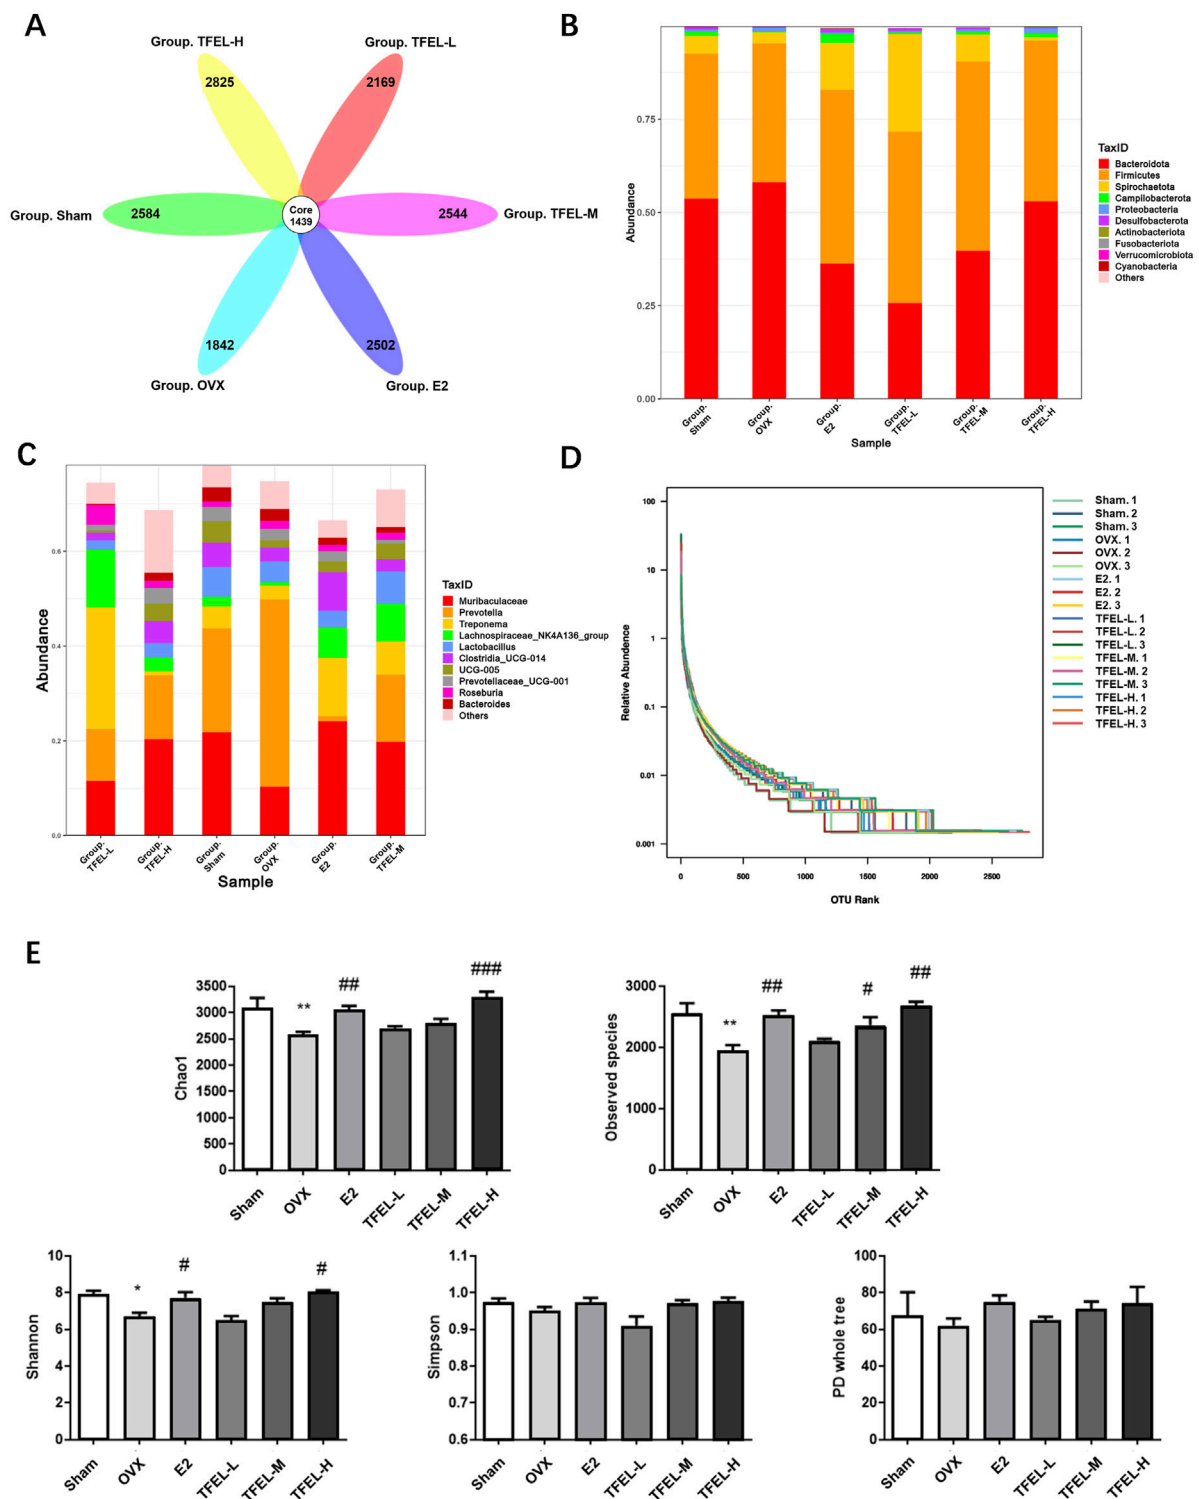 A
Group. TFEL-H
Group. TFEL-L
2825
2169
Group. Sham
2584
Core
1439
2544
Group. TFEL-M
1842
2502
Group. OVX
Group. E2
B
Abundance
0.75
0.50
0.25
0.00
Group. Sham
Group. OVX
Group. E2
Group. TFEL-L
Group. TFEL-M
Group. TFEL-H
Sample
TaxID
Bacteroidota
Firmicutes
Spirochaetota
Campilobacterota
Proteobacteria
Desulfobacterota
Actinobacteriota
Fusobacteriota
Verrucomicrobiota
Cyanobacteria
Others
C
Abundance
0.6
0.4
0.2
0.0
Group. TFEL-L
Group. TFEL-H
Group. Sham
Group. OVX
Group. E2
Group. TFEL-M
Sample
TaxID
Muribaculaceae
Prevotella
Treponema
Lachnospiraceae_NK4A136_group
Lactobacillus
Clostridia_UCG-014
UCG-005
Prevotellaceae_UCG-001
Roseburia
Bacteroides
Others
D
Relative Abundence
100
10
1
0.1
0.01
0.001
0
500
1000
1500
2000
2500
OTU Rank
Sham. 1
Sham. 2
Sham. 3
OVX. 1
OVX. 2
OVX. 3
E2. 1
E2. 2
E2. 3
TFEL-L. 1
TFEL-L. 2
TFEL-L. 3
TFEL-M. 1
TFEL-M. 2
TFEL-M. 3
TFEL-H. 1
TFEL-H. 2
TFEL-H. 3
E
Chao1
3500
3000
2500
2000
1500
1000
500
0
**
##
###
Sham
OVX
E2
TFEL-L
TFEL-M
TFEL-H
Observed species
3000
2000
1000
0
**
##
#
##
Sham
OVX
E2
TFEL-L
TFEL-M
TFEL-H
Shannon
10
8
6
4
2
0
*
#
#
Sham
OVX
E2
TFEL-L
TFEL-M
TFEL-H
Simpson
1.1
1.0
0.9
0.8
0.7
0.6
Sham
OVX
E2
TFEL-L
TFEL-M
TFEL-H
PD whole tree
100
80
60
40
20
0
Sham
OVX
E2
TFEL-L
TFEL-M
TFEL-H